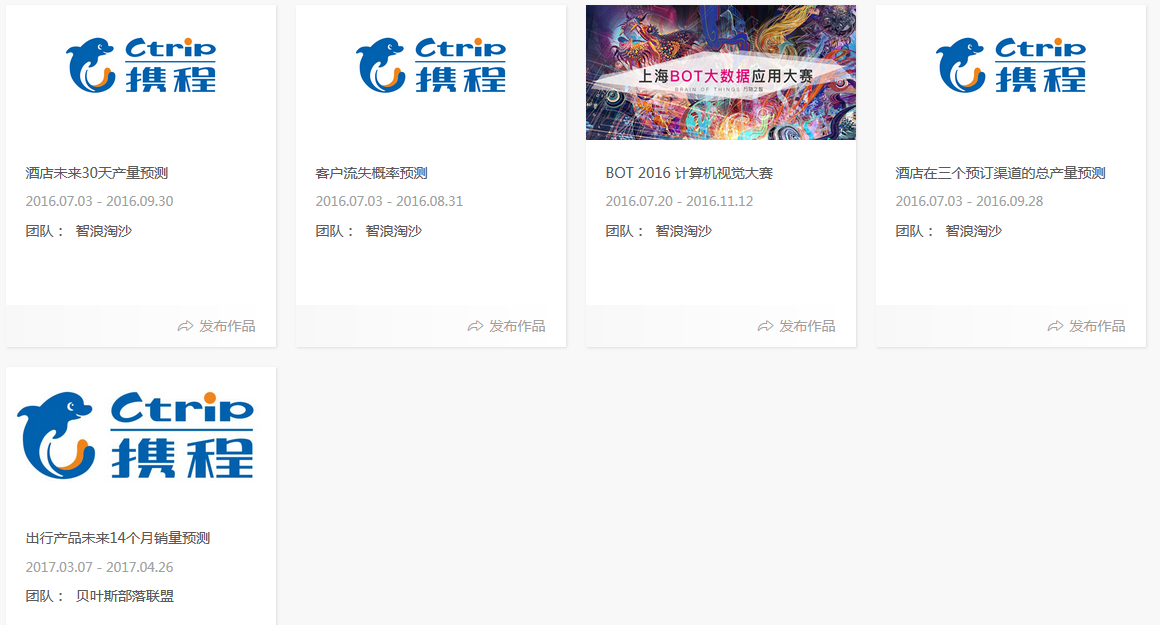 Ctrip
携程
酒店未来30天产量预测
2016.07.03 - 2016.09.30
团队： 智浪淘沙
发布作品
Ctrip
携程
客户流失概率预测
2016.07.03 - 2016.08.31
团队： 智浪淘沙
发布作品
上海BOT大数据应用大赛
BRAIN OF THINGS 万物之智
BOT 2016 计算机视觉大赛
2016.07.20 - 2016.11.12
团队： 智浪淘沙
发布作品
Ctrip
携程
酒店在三个预订渠道的总产量预测
2016.07.03 - 2016.09.28
团队： 智浪淘沙
发布作品
Ctrip
携程
出行产品未来14个月销量预测
2017.03.07 - 2017.04.26
团队： 贝叶斯部落联盟